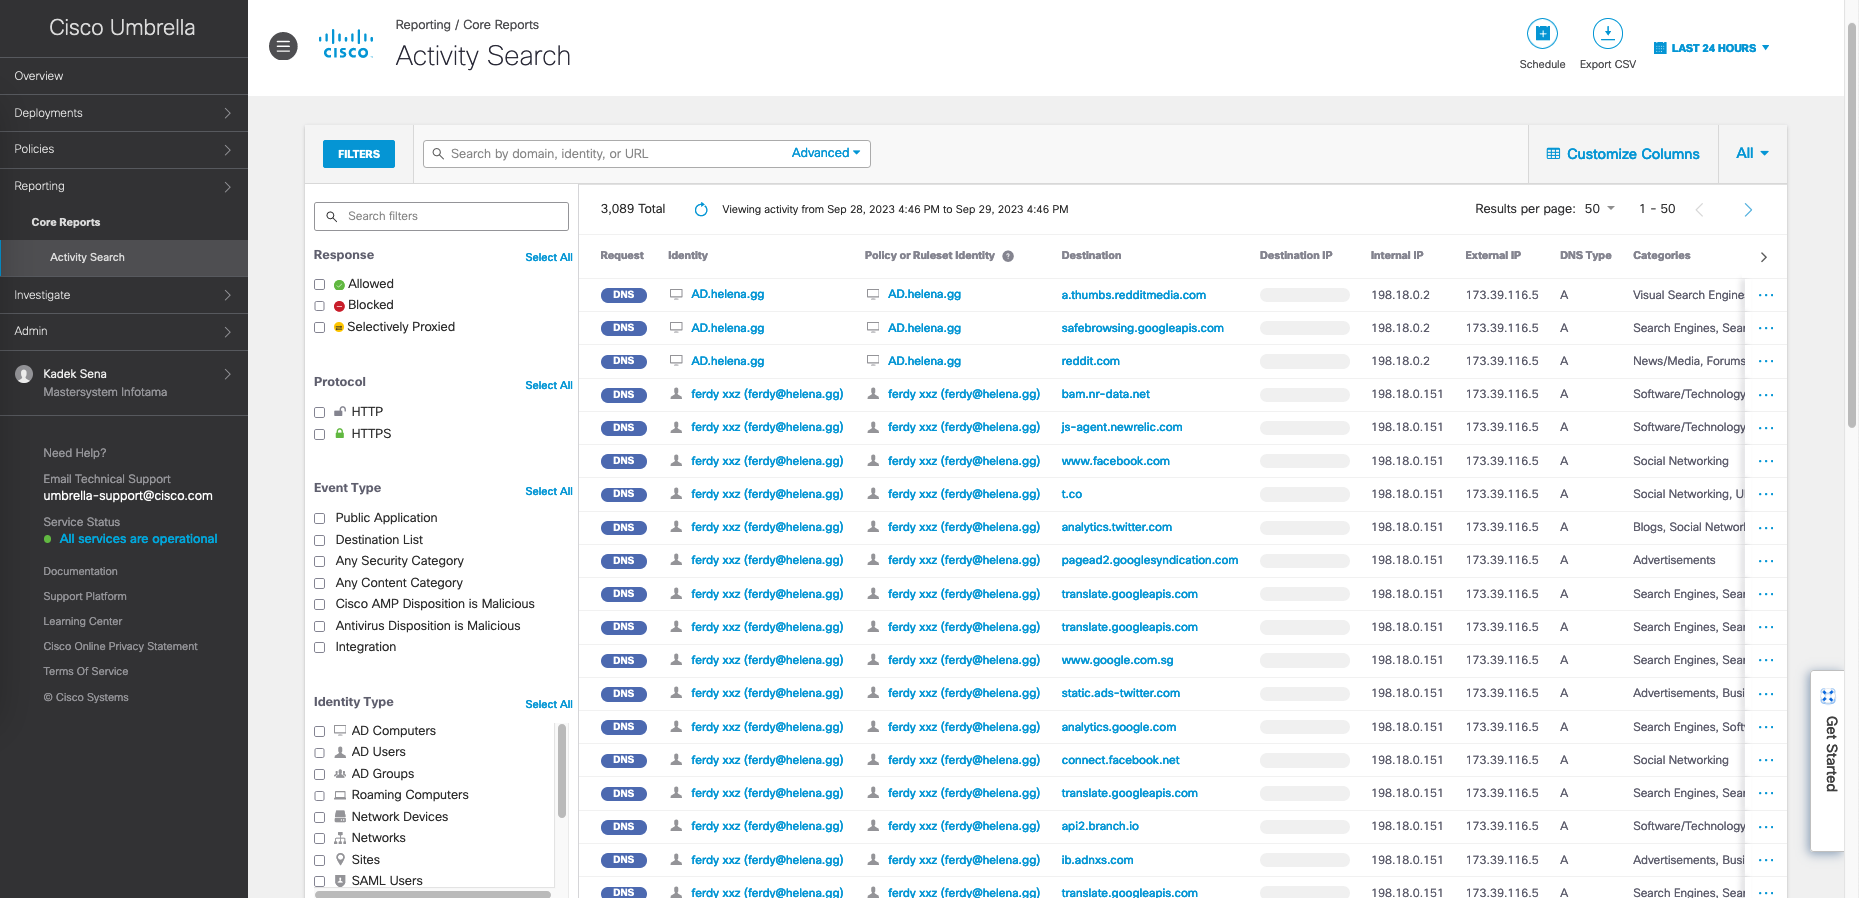 Cisco Umbrella
Overview
Deployments
Policies
Reporting
Core Reports
Activity Search
Investigate
Admin
Kadek Sena
Mastersystem Infotama
Need Help?
Email Technical Support
umbrella-support@cisco.com
Service Status
All services are operational
Documentation
Support Platform
Learning Center
Cisco Online Privacy Statement
Terms Of Service
© Cisco Systems
CISCO
Reporting / Core Reports
Activity Search
Schedule
Export CSV
LAST 24 HOURS
FILTERS
Search by domain, identity, or URL Advanced
Customize Columns
All
Search filters
Response Select All
Allowed
Blocked
Selectively Proxied
Protocol Select All
HTTP
HTTPS
Event Type Select All
Public Application
Destination List
Any Security Category
Any Content Category
Cisco AMP Disposition is Malicious
Antivirus Disposition is Malicious
Integration
Identity Type Select All
AD Computers
AD Users
AD Groups
Roaming Computers
Network Devices
Networks
Sites
SAML Users
3,089 Total Viewing activity from Sep 28, 2023 4:46 PM to Sep 29, 2023 4:46 PM Results per page: 50 1 - 50
Request Identity Policy or Ruleset Identity ? Destination Destination IP Internal IP External IP DNS Type Categories
DNS AD.helena.gg AD.helena.gg a.thumbs.redditmedia.com 198.18.0.2 173.39.116.5 A Visual Search Engine
DNS AD.helena.gg AD.helena.gg safebrowsing.googleapis.com 198.18.0.2 173.39.116.5 A Search Engines, Sear
DNS AD.helena.gg AD.helena.gg reddit.com 198.18.0.2 173.39.116.5 A News/Media, Forums
DNS ferdy xxz (ferdy@helena.gg) ferdy xxz (ferdy@helena.gg) bam.nr-data.net 198.18.0.151 173.39.116.5 A Software/Technology
DNS ferdy xxz (ferdy@helena.gg) ferdy xxz (ferdy@helena.gg) js-agent.newrelic.com 198.18.0.151 173.39.116.5 A Software/Technology
DNS ferdy xxz (ferdy@helena.gg) ferdy xxz (ferdy@helena.gg) www.facebook.com 198.18.0.151 173.39.116.5 A Social Networking
DNS ferdy xxz (ferdy@helena.gg) ferdy xxz (ferdy@helena.gg) t.co 198.18.0.151 173.39.116.5 A Social Networking, U
DNS ferdy xxz (ferdy@helena.gg) ferdy xxz (ferdy@helena.gg) analytics.twitter.com 198.18.0.151 173.39.116.5 A Blogs, Social Networ
DNS ferdy xxz (ferdy@helena.gg) ferdy xxz (ferdy@helena.gg) pagead2.googlesyndication.com 198.18.0.151 173.39.116.5 A Advertisements
DNS ferdy xxz (ferdy@helena.gg) ferdy xxz (ferdy@helena.gg) translate.googleapis.com 198.18.0.151 173.39.116.5 A Search Engines, Sear
DNS ferdy xxz (ferdy@helena.gg) ferdy xxz (ferdy@helena.gg) translate.googleapis.com 198.18.0.151 173.39.116.5 A Search Engines, Sear
DNS ferdy xxz (ferdy@helena.gg) ferdy xxz (ferdy@helena.gg) www.google.com.sg 198.18.0.151 173.39.116.5 A Search Engines, Sear
DNS ferdy xxz (ferdy@helena.gg) ferdy xxz (ferdy@helena.gg) static.ads-twitter.com 198.18.0.151 173.39.116.5 A Advertisements, Busi
DNS ferdy xxz (ferdy@helena.gg) ferdy xxz (ferdy@helena.gg) analytics.google.com 198.18.0.151 173.39.116.5 A Search Engines, Soft
DNS ferdy xxz (ferdy@helena.gg) ferdy xxz (ferdy@helena.gg) connect.facebook.net 198.18.0.151 173.39.116.5 A Social Networking
DNS ferdy xxz (ferdy@helena.gg) ferdy xxz (ferdy@helena.gg) translate.googleapis.com 198.18.0.151 173.39.116.5 A Search Engines, Sear
DNS ferdy xxz (ferdy@helena.gg) ferdy xxz (ferdy@helena.gg) api2.branch.io 198.18.0.151 173.39.116.5 A Software/Technology
DNS ferdy xxz (ferdy@helena.gg) ferdy xxz (ferdy@helena.gg) ib.adnxs.com 198.18.0.151 173.39.116.5 A Advertisements, Busi
DNS ferdy xxz (ferdy@helena.gg) ferdy xxz (ferdy@helena.gg) translate.googleapis.com 198.18.0.151 173.39.116.5 A Search Engines, Sear
Get Started